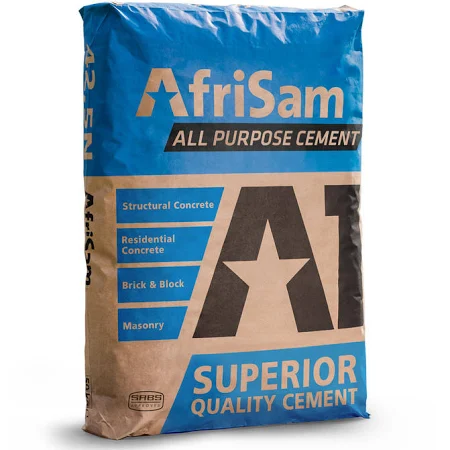 AfriSam
ALL PURPOSE CEMENT
Structural Concrete
Residential
Concrete
Brick & Block
Masonry
A1
SUPERIOR
QUALITY CEMENT
SABS
APPROVED
42,5N
AfriSam